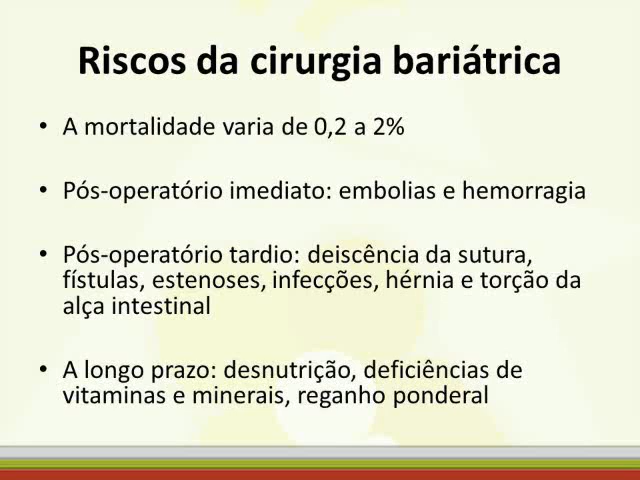 Riscos da cirurgia bariátrica
• A mortalidade varia de 0,2 a 2%
• Pós-operatório imediato: embolias e hemorragia
• Pós-operatório tardio: deiscência da sutura,
fístulas, estenoses, infecções, hérnia e torção da
alça intestinal
• A longo prazo: desnutrição, deficiências de
vitaminas e minerais, reganho ponderal